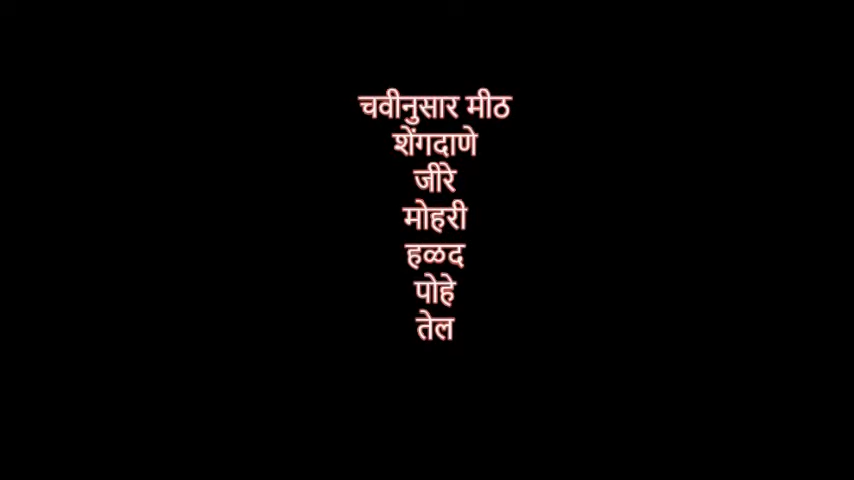 चवीनुसार मीठ
शेंगदाणे
जीरे
मोहरी
हळद
पोहे
तेल